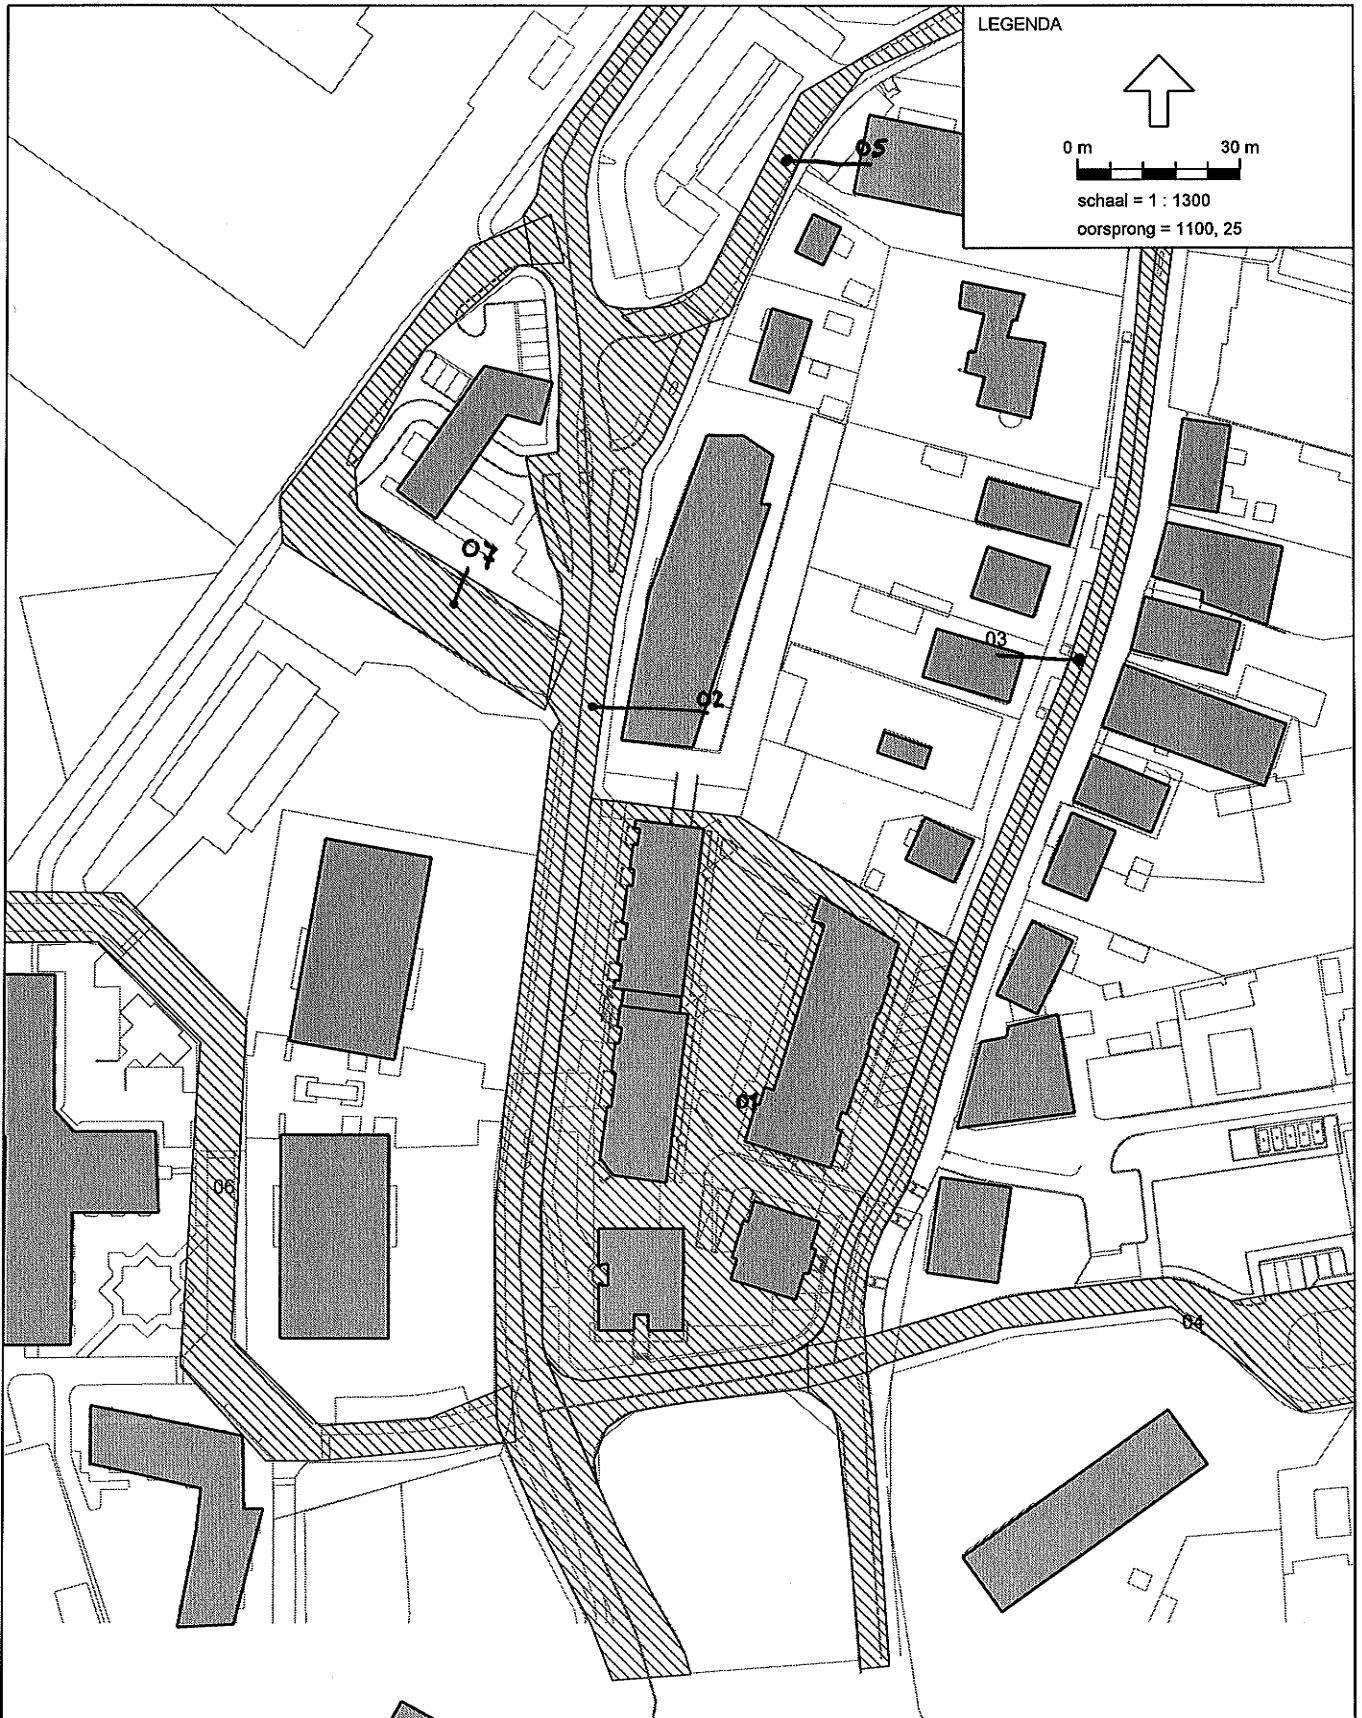 LEGENDA
0 m 30 m
schaal = 1 : 1300
oorsprong = 1100, 25
05
07
03
02
01
06
04